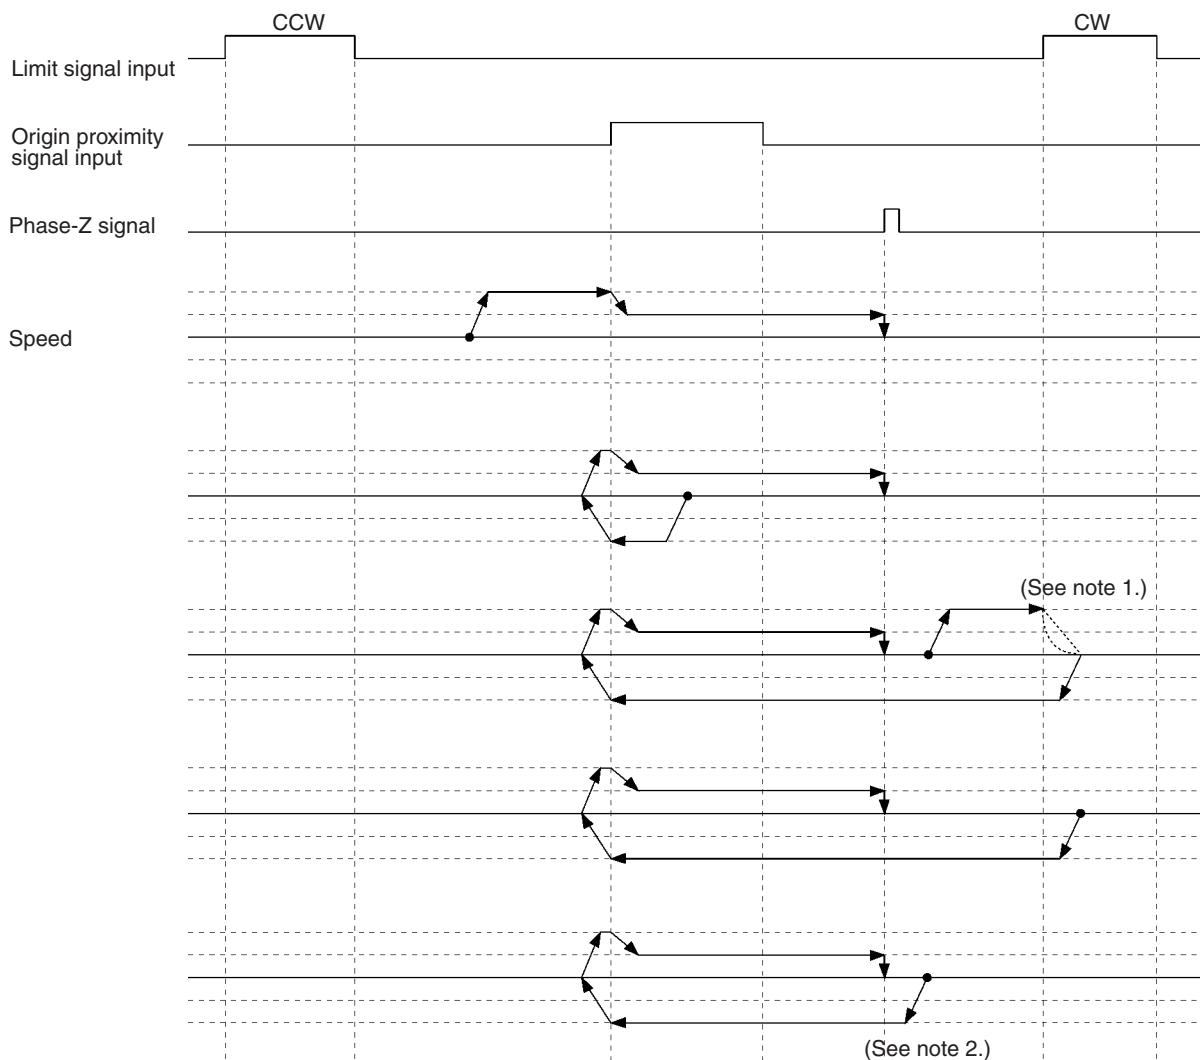 CCW
CW
Limit signal input
Origin proximity
signal input
Phase-Z signal
Speed
(See note 1.)
(See note 2.)